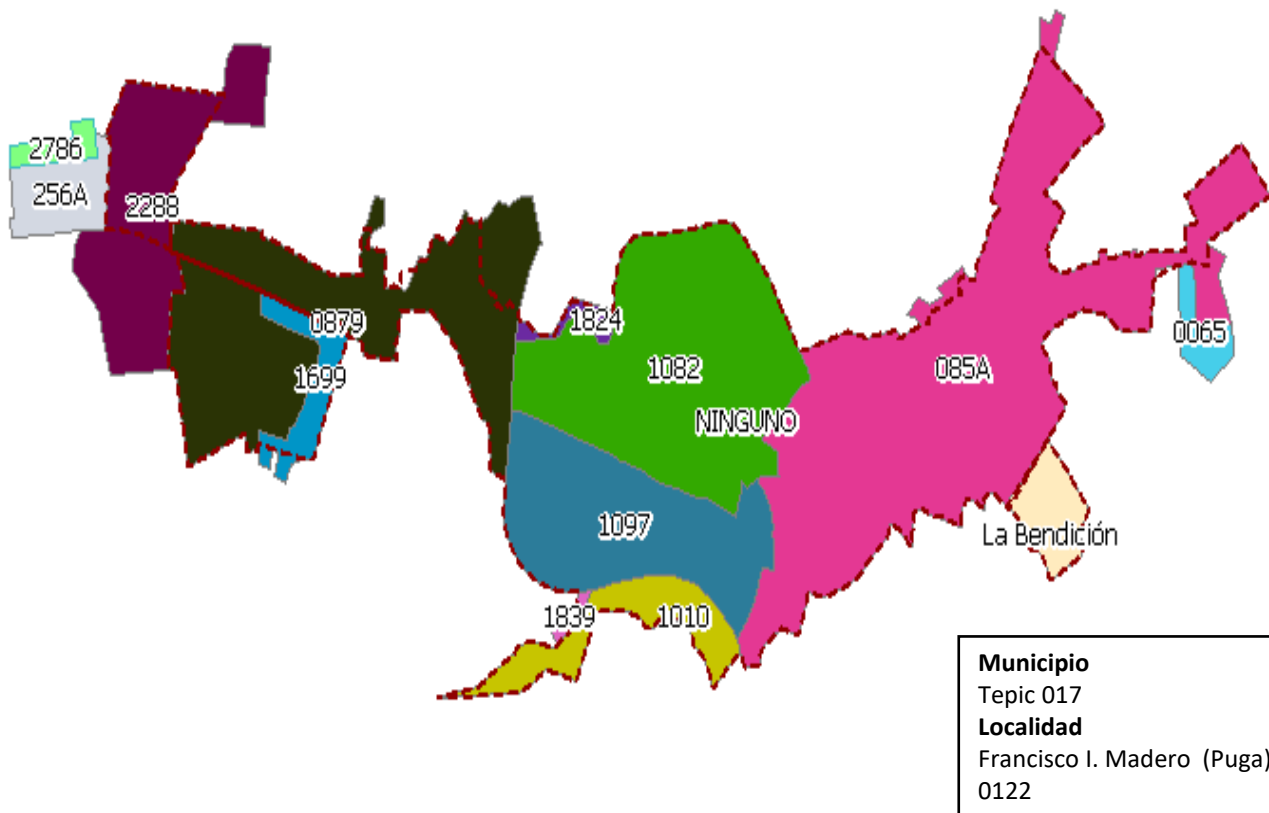 2786
256A
2288
0879
1824
0065
1699
1082
085A
NINGUNO
1097
La Bendición
1839
1010
Municipio
Tepic 017
Localidad
Francisco I. Madero (Puga)
0122